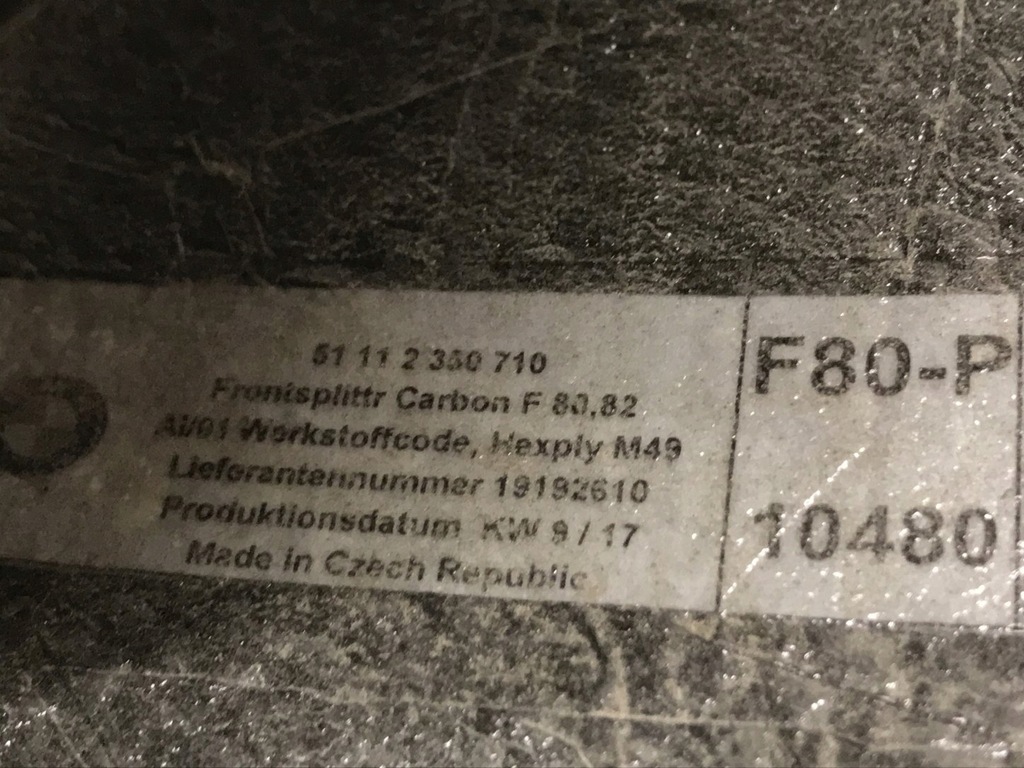 51 11 2 350 710
Frontsplittr Carbon F 80,82
AI/01 Werkstoffcode, Hexply M49
Lieferantennummer 19192610
Produktionsdatum KW 9 / 17
Made in Czech Republic
F80-P
10480